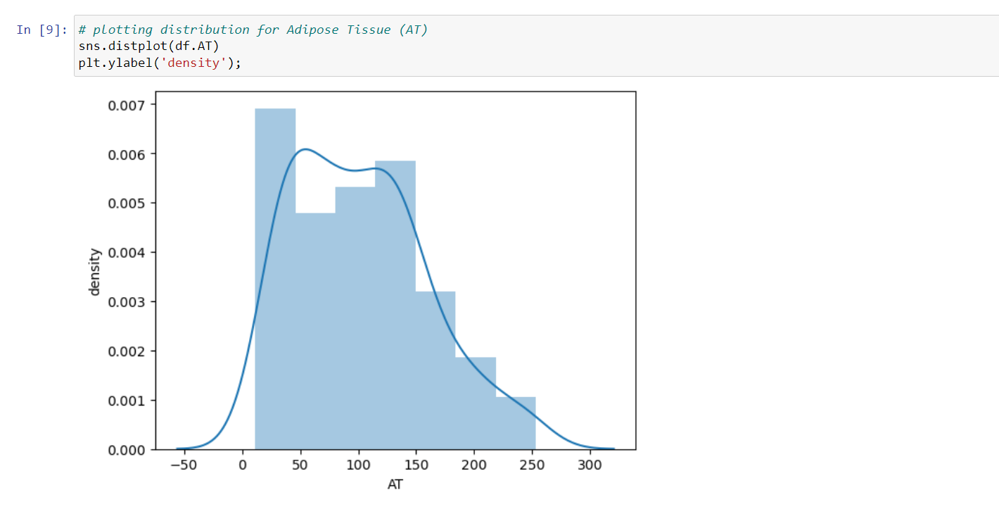 In [9]: # plotting distribution for Adipose Tissue (AT)
sns.distplot(df.AT)
plt.ylabel('density');
0.007
0.006
0.005
0.004
0.003
0.002
0.001
0.000
density
−50 0 50 100 150 200 250 300
AT